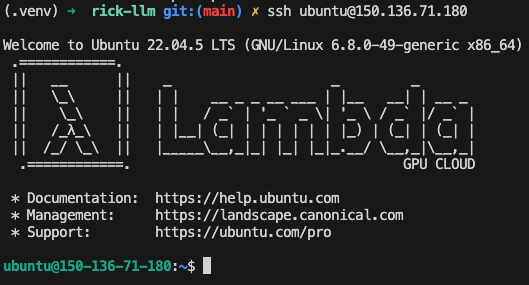 (.venv) ➜  rick-llm git:(main) ✗ ssh ubuntu@150.136.71.180
Welcome to Ubuntu 22.04.5 LTS (GNU/Linux 6.8.0-49-generic x86_64)
Lambda
GPU CLOUD
* Documentation:  https://help.ubuntu.com
* Management:     https://landscape.canonical.com
* Support:        https://ubuntu.com/pro
ubuntu@150-136-71-180:~$